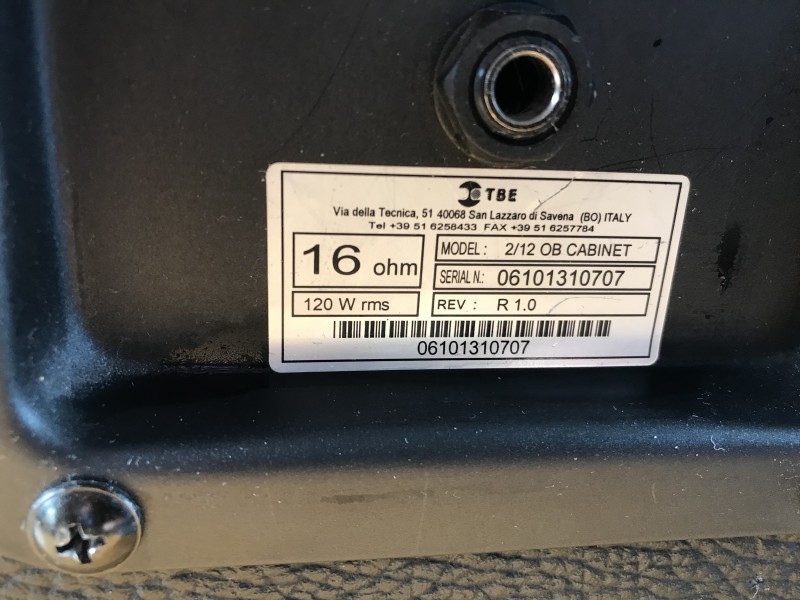 TBE
Via della Tecnica, 51 40068 San Lazzaro di Savena (BO) ITALY
Tel +39 51 6258433 FAX +39 51 6257784
16 ohm
MODEL : 2/12 OB CABINET
SERIAL N.: 06101310707
120 W rms
REV : R 1.0
06101310707